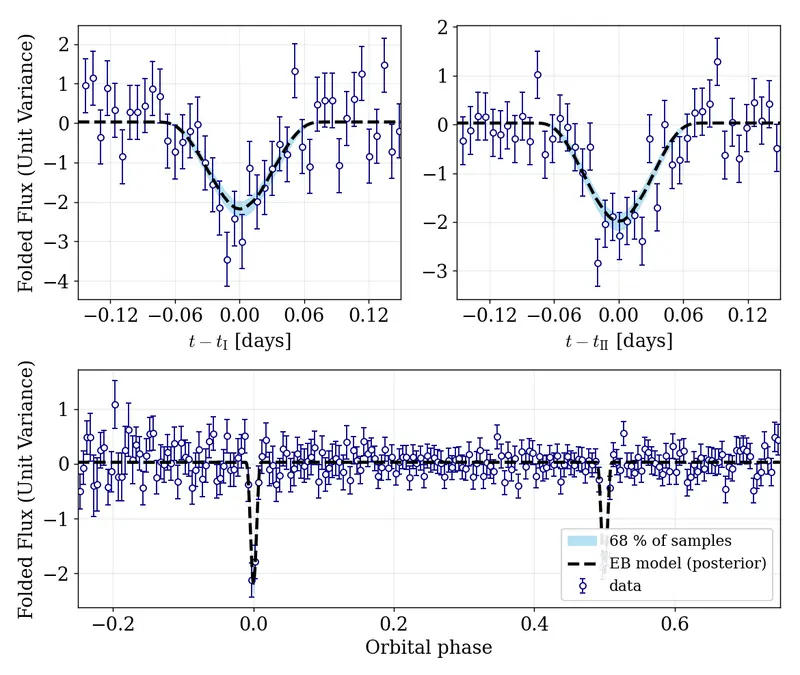 Folded Flux (Unit Variance)
2
1
0
−1
−2
−3
−4
−0.12 −0.06 0.00 0.06 0.12
t − t_I [days]
2
1
0
−1
−2
−3
−0.12 −0.06 0.00 0.06 0.12
t − t_II [days]
Folded Flux (Unit Variance)
1
0
−1
−2
68 % of samples
EB model (posterior)
data
−0.2 0.0 0.2 0.4 0.6
Orbital phase